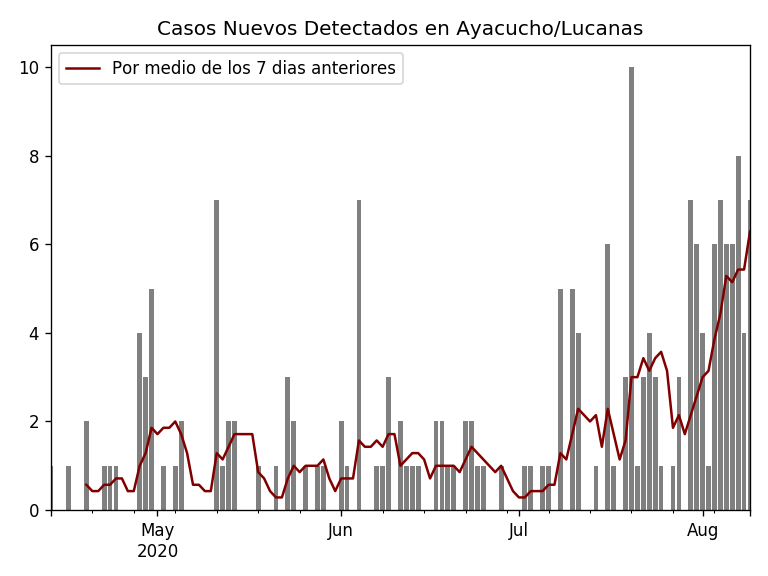 Casos Nuevos Detectados en Ayacucho/Lucanas
Por medio de los 7 dias anteriores
10
8
6
4
2
0
May Jun Jul Aug
2020